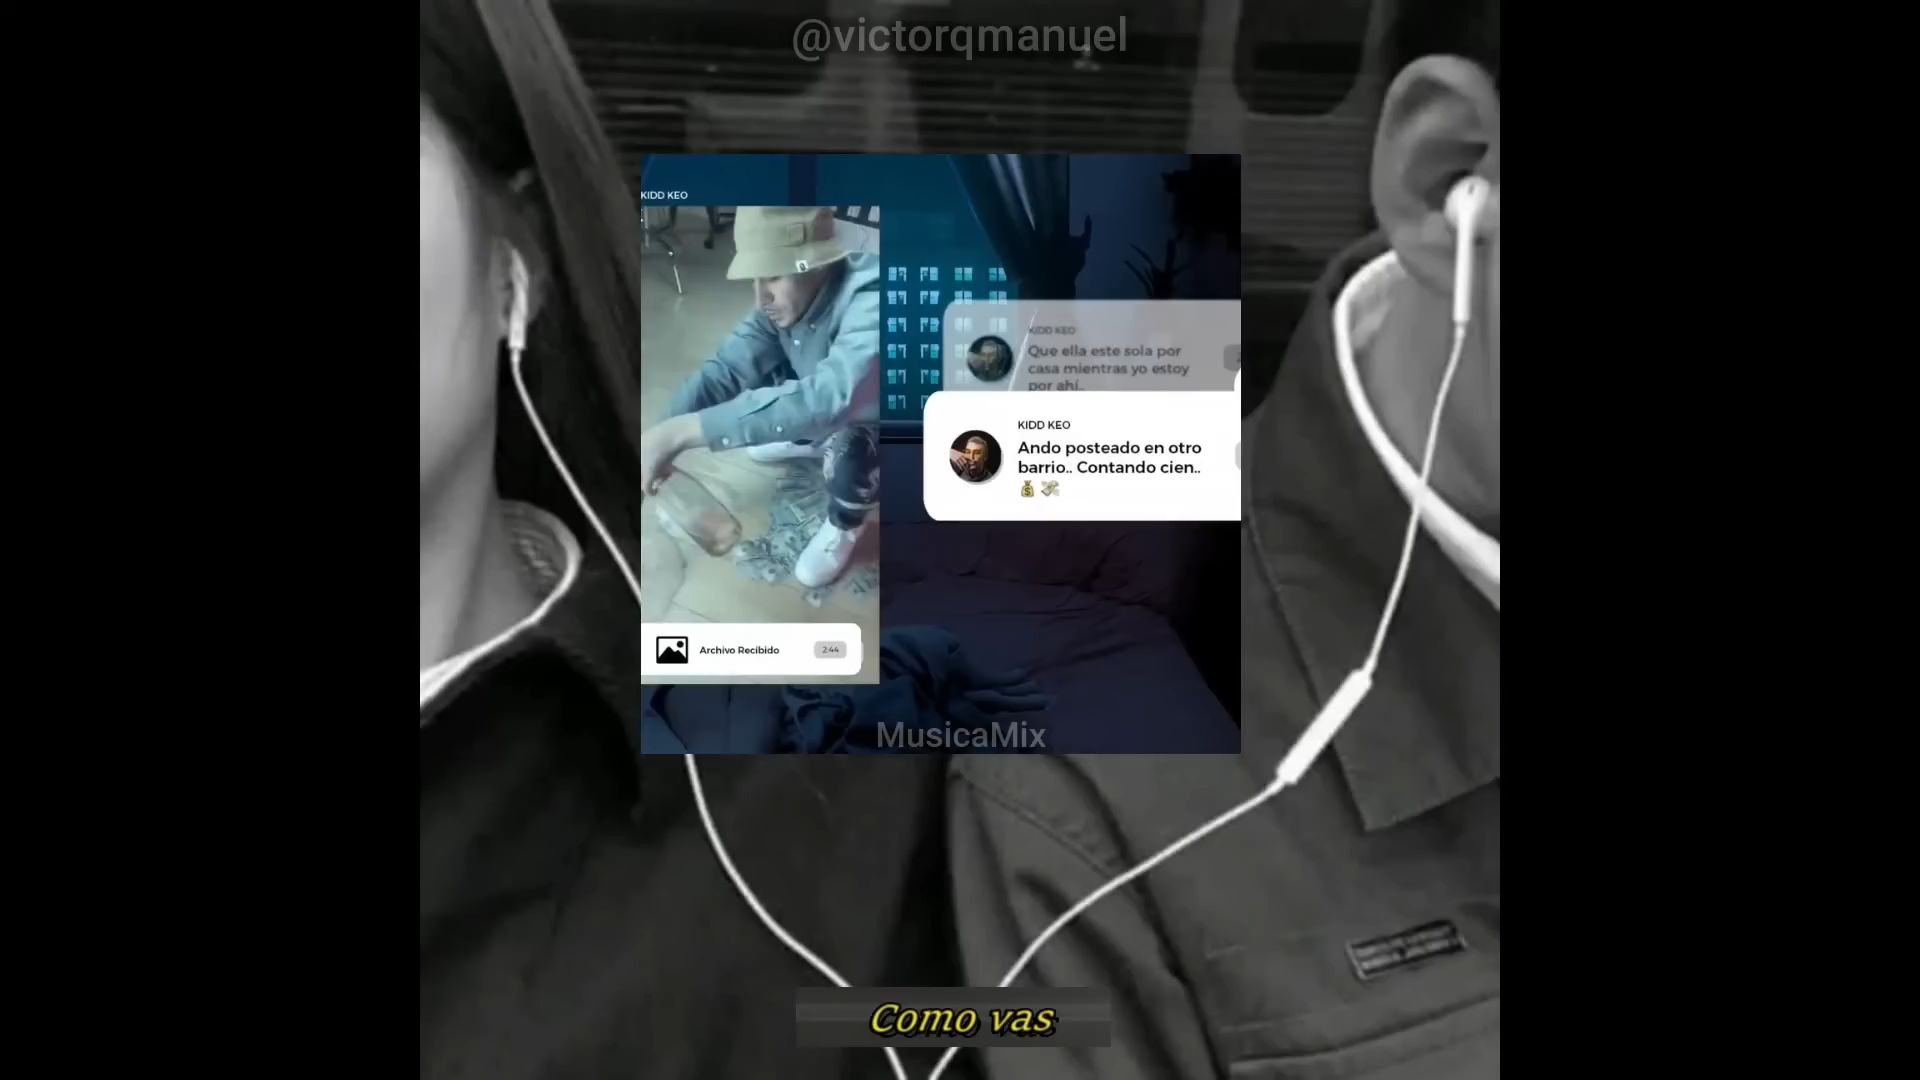 @victorqmanuel
KIDD KEO
KIDD KEO
Que ella este sola por
casa mientras yo estoy
por ahí..
KIDD KEO
Ando posteado en otro
barrio.. Contando cien..
💰 💸
Archivo Recibido
2:44
MusicaMix
Como vas